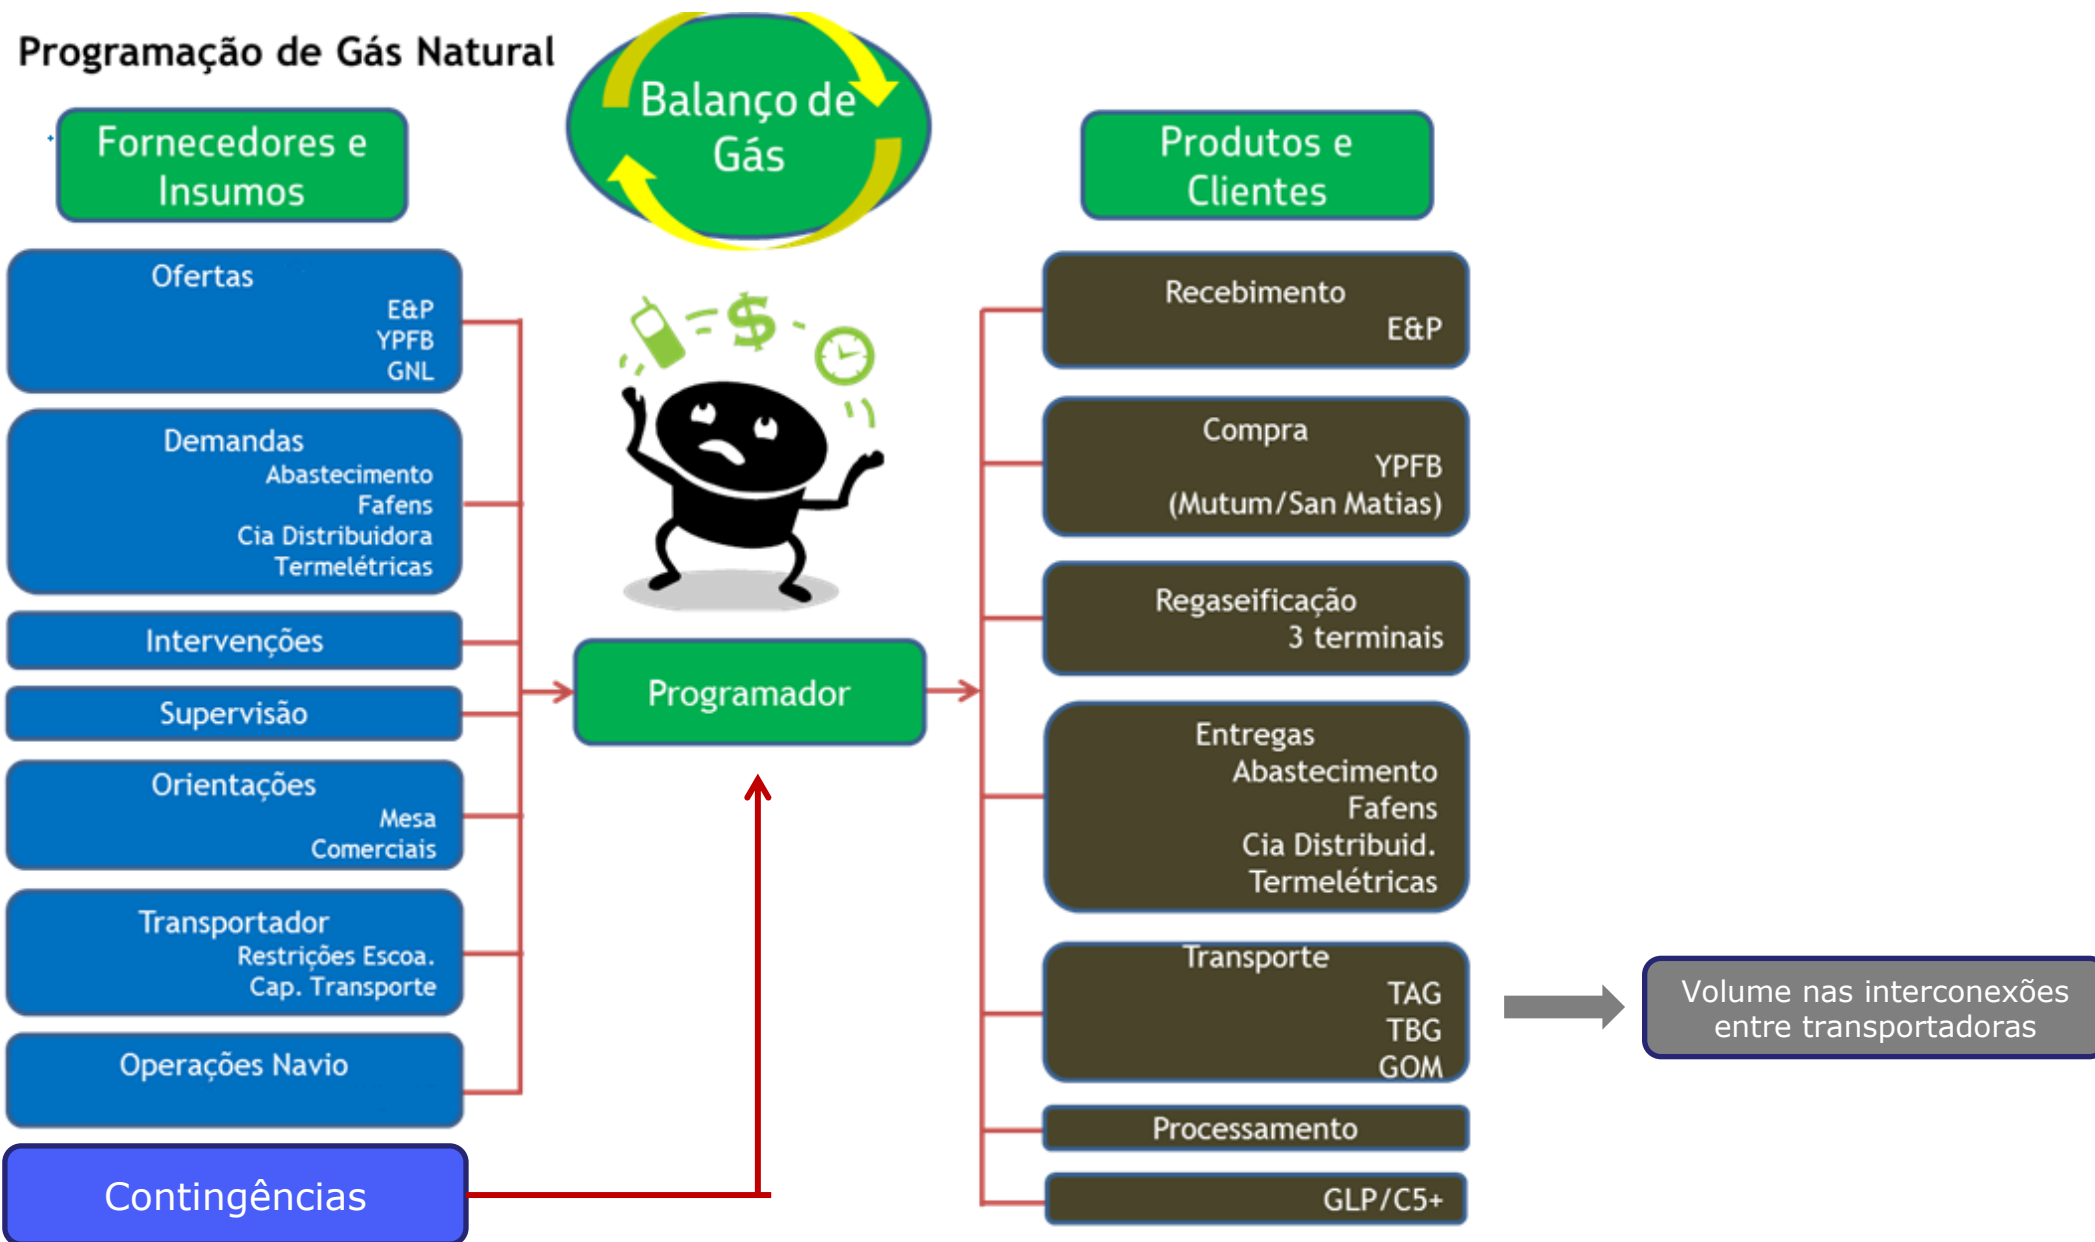 Programação de Gás Natural
Balanço de
Gás
Fornecedores e
Insumos
Ofertas
E&P
YPFB
GNL
Demandas
Abastecimento
Fafens
Cia Distribuidora
Termelétricas
Intervenções
Supervisão
Orientações
Mesa
Comerciais
Transportador
Restrições Escoa.
Cap. Transporte
Operações Navio
Contingências
$
Programador
Produtos e
Clientes
Recebimento
E&P
Compra
YPFB
(Mutum/San Matias)
Regaseificação
3 terminais
Entregas
Abastecimento
Fafens
Cia Distribuid.
Termelétricas
Transporte
TAG
TBG
GOM
Processamento
GLP/C5+
Volume nas interconexões
entre transportadoras